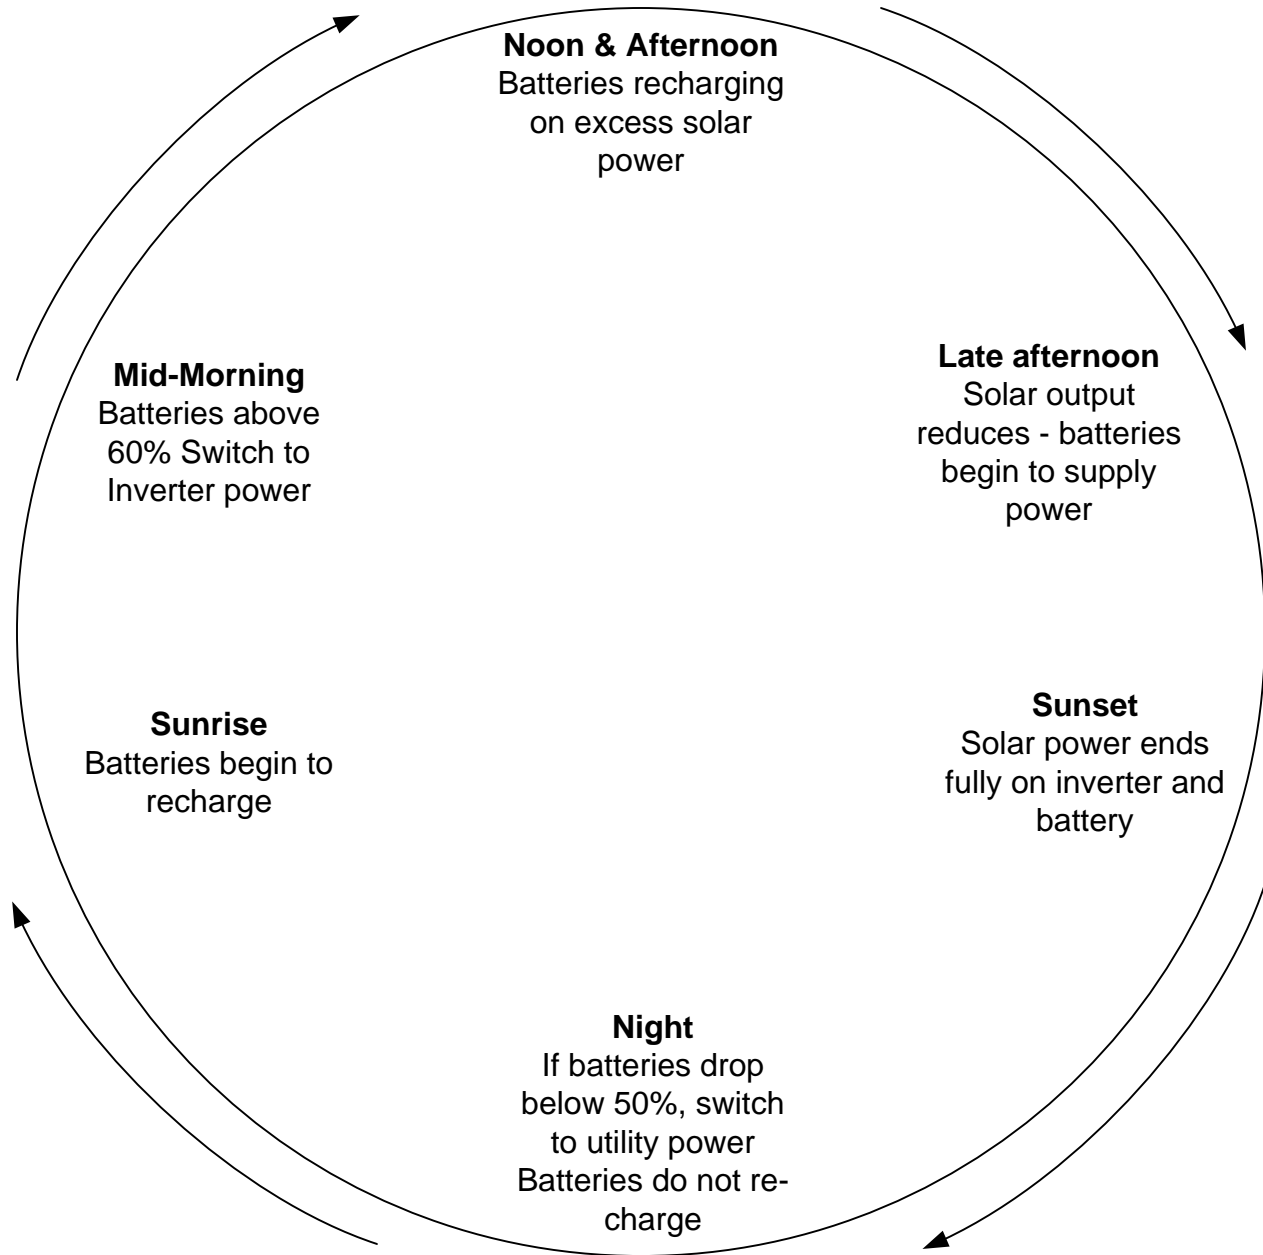 Noon & Afternoon
Batteries recharging
on excess solar
power
Late afternoon
Solar output
reduces - batteries
begin to supply
power
Sunset
Solar power ends
fully on inverter and
battery
Night
If batteries drop
below 50%, switch
to utility power
Batteries do not re-
charge
Sunrise
Batteries begin to
recharge
Mid-Morning
Batteries above
60% Switch to
Inverter power